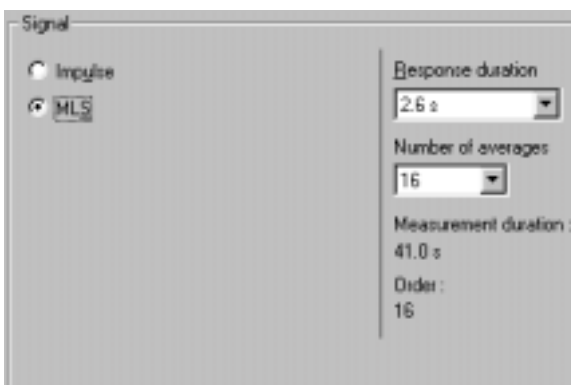 Signal
Impulse
MLS
Response duration
2.6 s
Number of averages
16
Measurement duration :
41.0 s
Order :
16